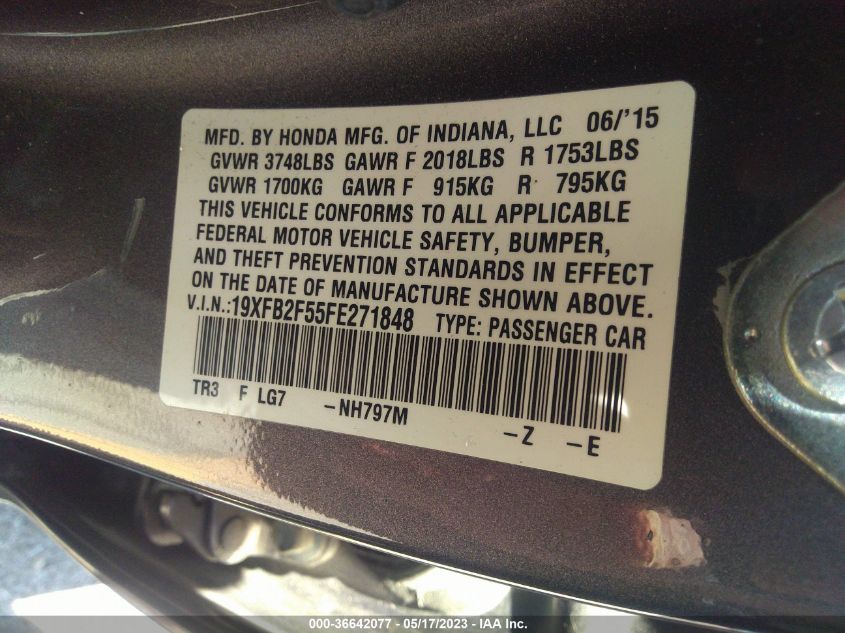 MFD. BY HONDA MFG. OF INDIANA, LLC 06/'15
GVWR 3748LBS GAWR F 2018LBS R 1753LBS
GVWR 1700KG GAWR F 915KG R 795KG
THIS VEHICLE CONFORMS TO ALL APPLICABLE
FEDERAL MOTOR VEHICLE SAFETY, BUMPER,
AND THEFT PREVENTION STANDARDS IN EFFECT
ON THE DATE OF MANUFACTURE SHOWN ABOVE.
V.I.N.:19XFB2F55FE271848 TYPE: PASSENGER CAR
TR3 F LG7 -NH797M -Z -E
000-36642077 - 05/17/2023 - IAA Inc.